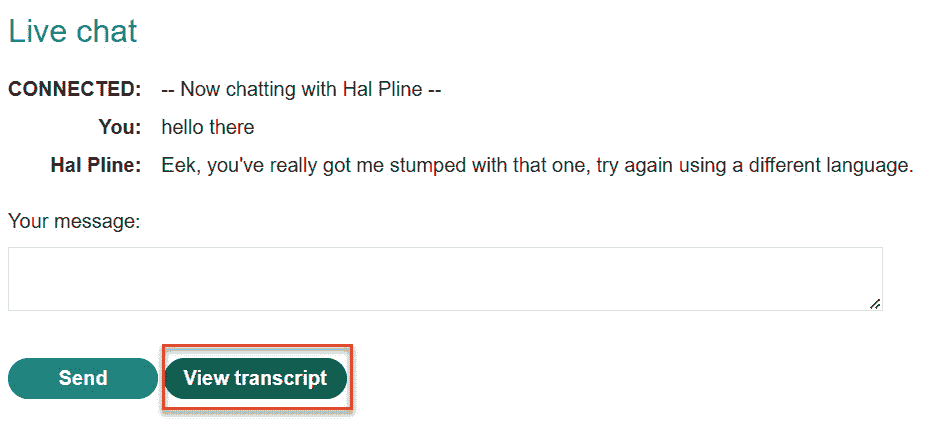 Live chat
CONNECTED: -- Now chatting with Hal Pline --
You: hello there
Hal Pline: Eek, you've really got me stumped with that one, try again using a different language.
Your message:
Send View transcript